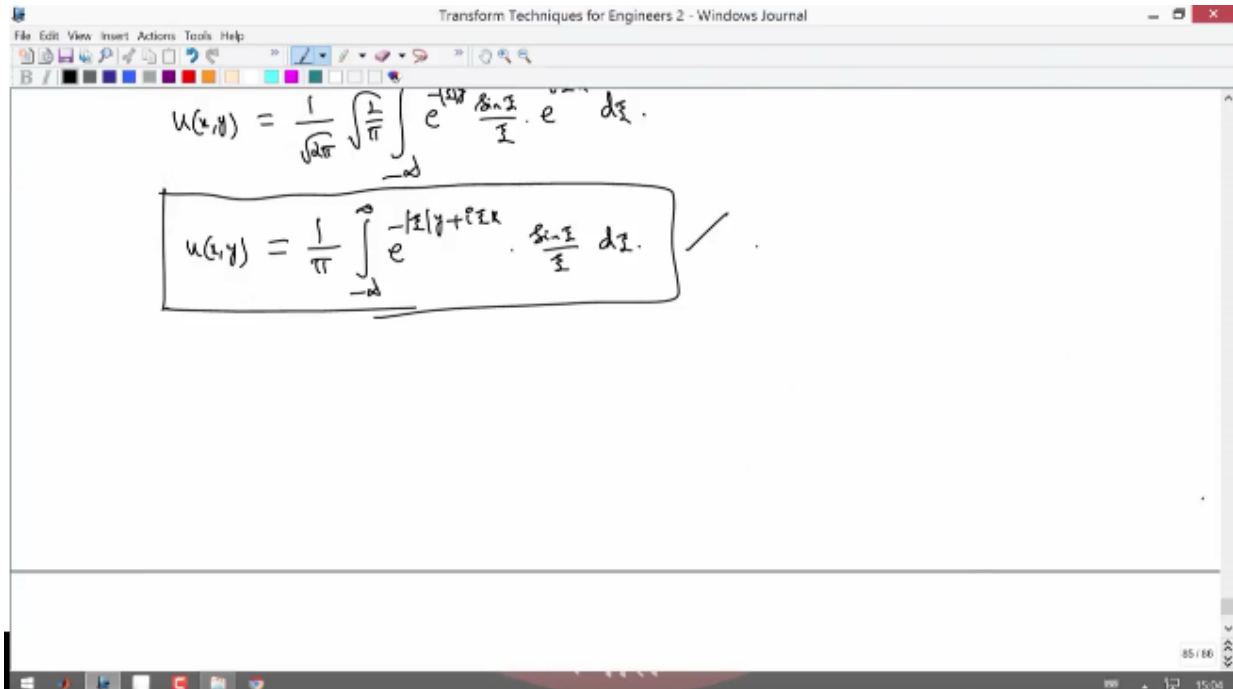 Transform Techniques for Engineers 2 - Windows Journal
File Edit View Insert Actions Tools Help
B I
u(x,y) = 1/√2π √2/π ∫_{-∞} e^{-|ξ|y} sin ξ/ξ . e^{iξx} dξ.
u(x,y) = 1/π ∫_{-∞}^{∞} e^{-|ξ|y+iξx} . sin ξ/ξ dξ.
85 / 86
15:04